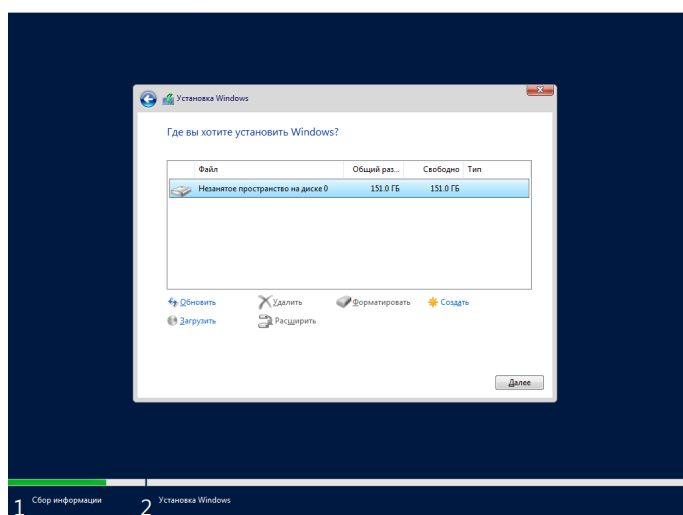 Установка Windows
Где вы хотите установить Windows?
Файл Общий раз... Свободно Тип
Незанятое пространство на диске 0 151.0 ГБ 151.0 ГБ
Обновить Удалить Форматировать Создать
Загрузить Расширить
Далее
1 Сбор информации 2 Установка Windows